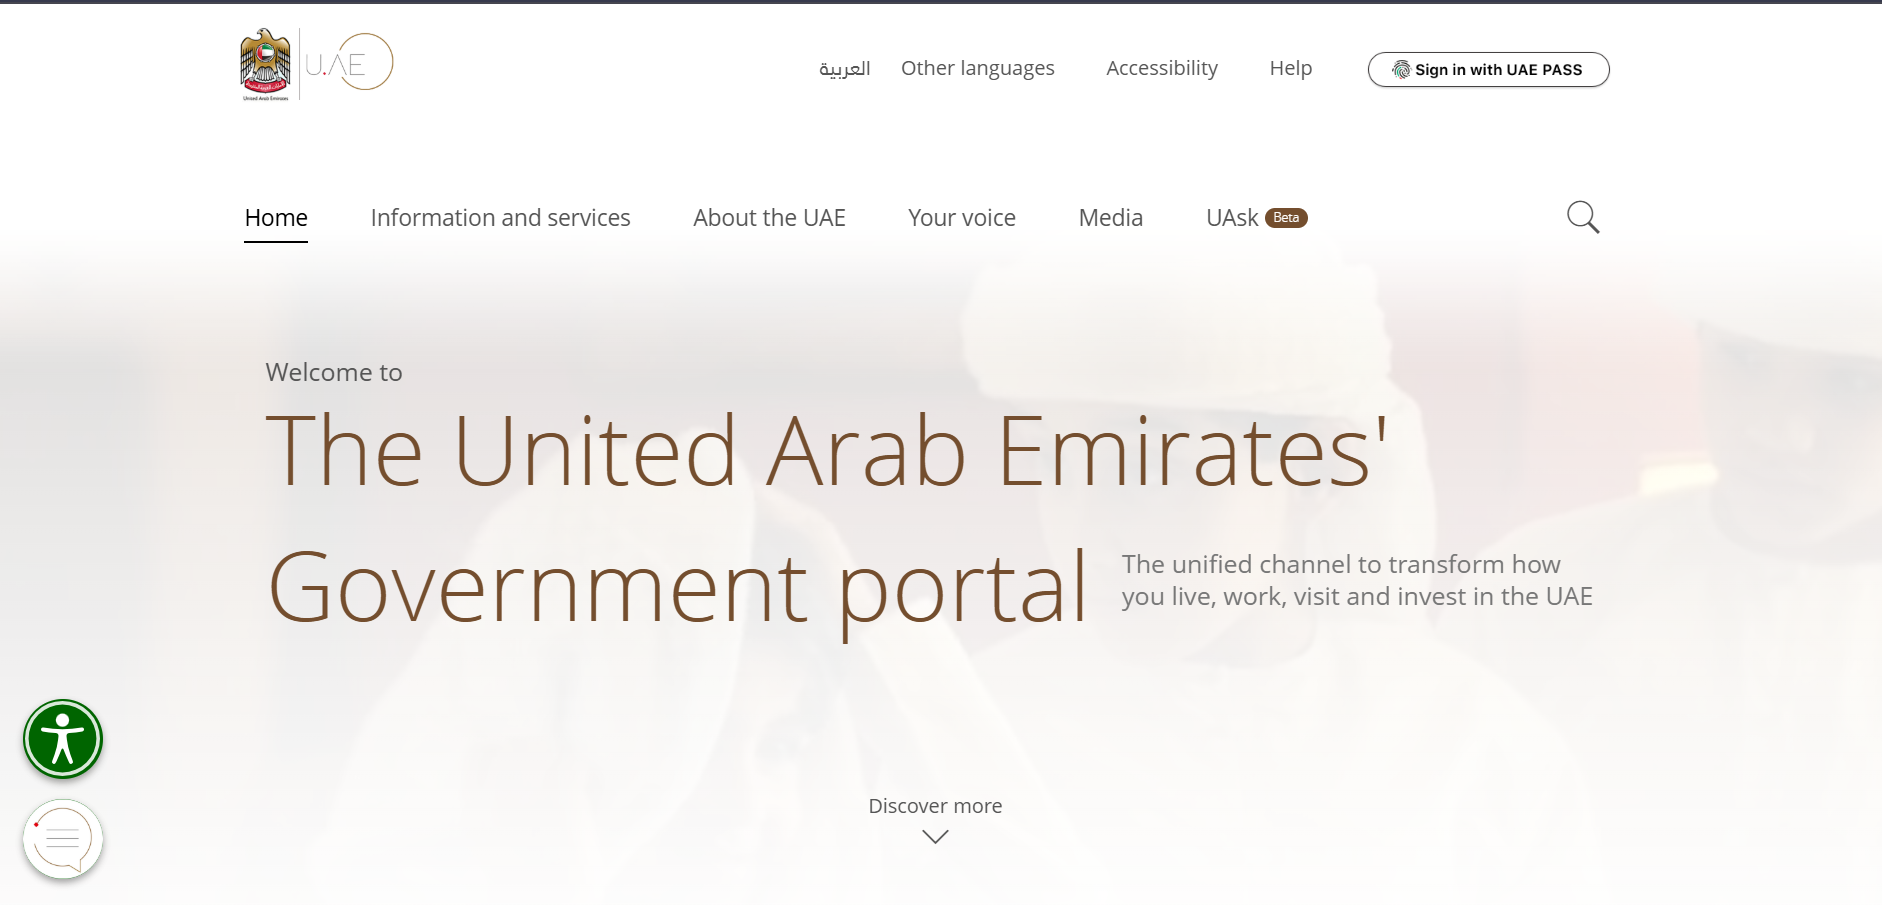 U.AE
United Arab Emirates
العربية
Other languages
Accessibility
Help
Sign in with UAE PASS
Home
Information and services
About the UAE
Your voice
Media
UAsk Beta
Welcome to
The United Arab Emirates'
Government portal
The unified channel to transform how
you live, work, visit and invest in the UAE
Discover more